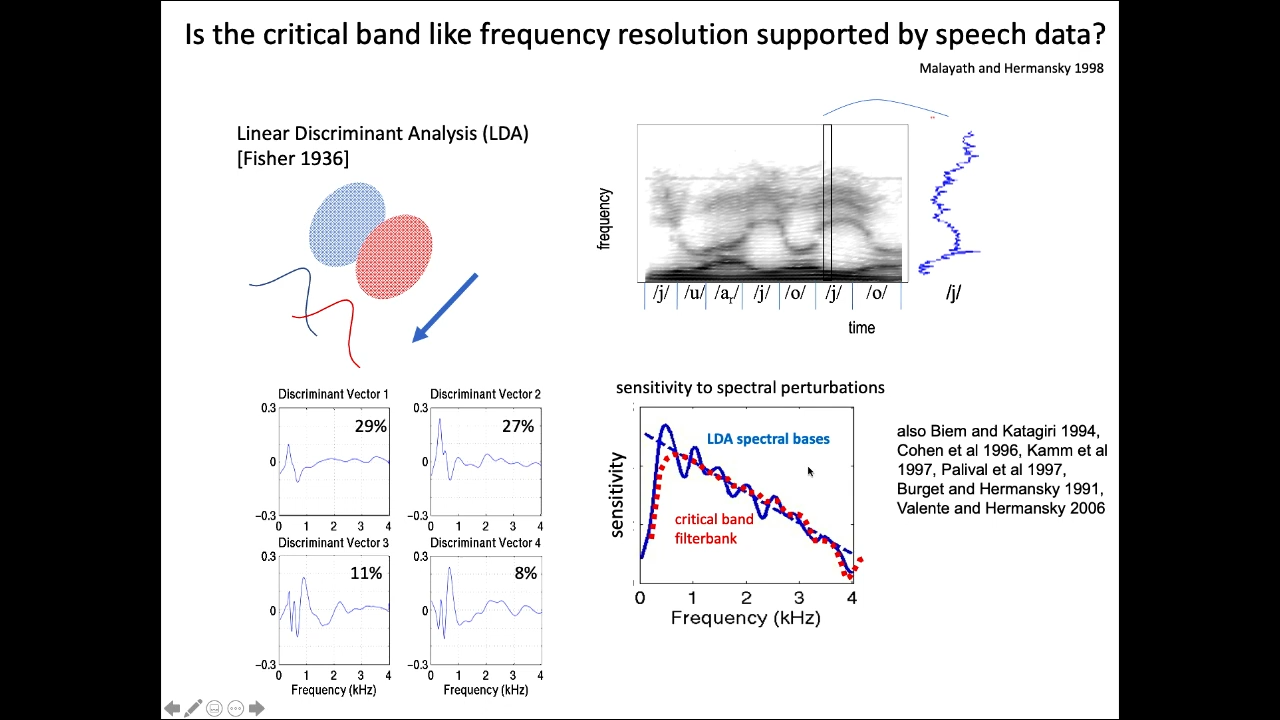 Is the critical band like frequency resolution supported by speech data?
Malayath and Hermansky 1998
Linear Discriminant Analysis (LDA)
[Fisher 1936]
frequency
/j/ /u/ /ar/ /j/ /o/ /j/ /o/
/j/
time
Discriminant Vector 1
0.3
0
−0.3
29%
0 1 2 3 4
Discriminant Vector 2
0.3
0
−0.3
27%
0 1 2 3 4
Discriminant Vector 3
0.3
0
−0.3
11%
0 1 2 3 4
Frequency (kHz)
Discriminant Vector 4
0.3
0
−0.3
8%
0 1 2 3 4
Frequency (kHz)
sensitivity to spectral perturbations
sensitivity
LDA spectral bases
critical band
filterbank
0 1 2 3 4
Frequency (kHz)
also Biem and Katagiri 1994,
Cohen et al 1996, Kamm et al
1997, Palival et al 1997,
Burget and Hermansky 1991,
Valente and Hermansky 2006